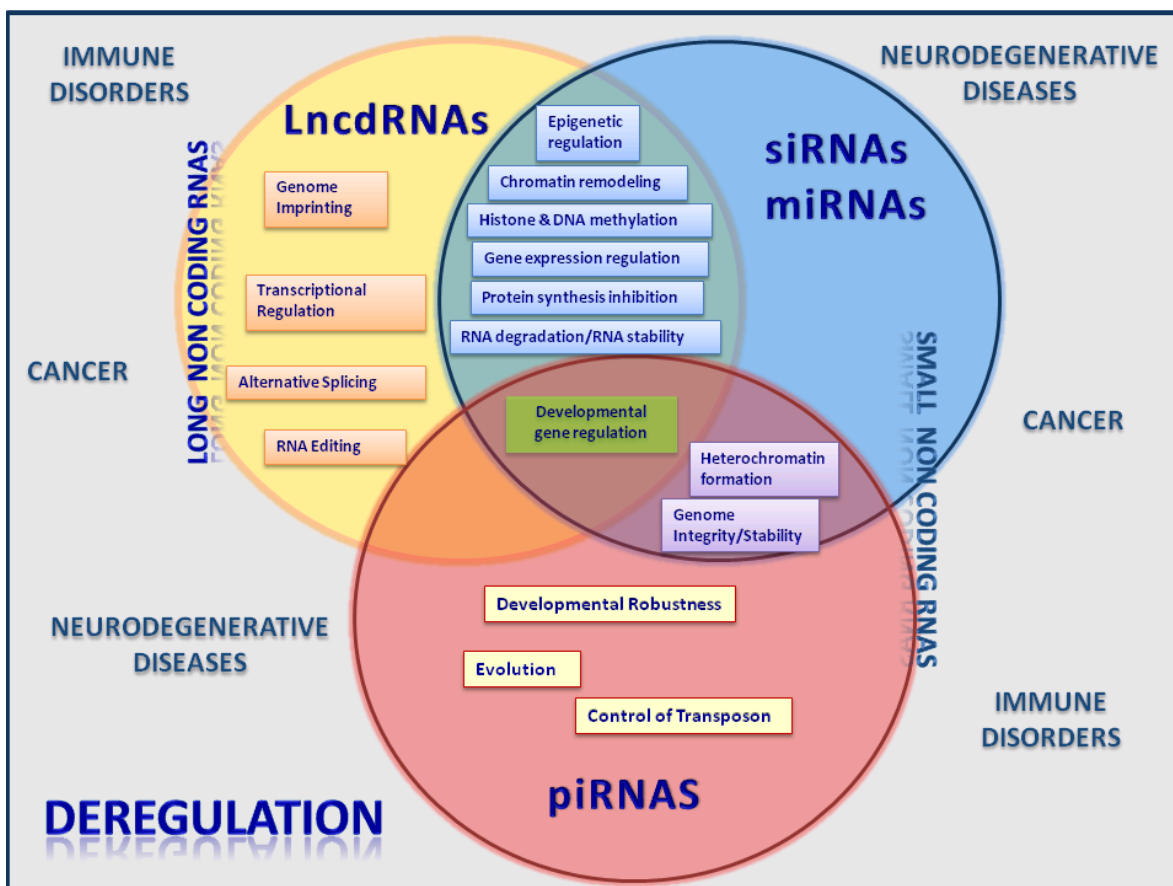 IMMUNE
DISORDERS
NEURODEGENERATIVE
DISEASES
LncdRNAs
siRNAs
miRNAs
LONG NON CODING RNAS
Genome
Imprinting
Transcriptional
Regulation
Alternative Splicing
RNA Editing
Epigenetic
regulation
Chromatin remodeling
Histone & DNA methylation
Gene expression regulation
Protein synthesis inhibition
RNA degradation/RNA stability
Developmental
gene regulation
Heterochromatin
formation
Genome
Integrity/Stability
SMALL NON CODING RNAS
CANCER
CANCER
Developmental Robustness
Evolution
Control of Transposon
piRNAS
NEURODEGENERATIVE
DISEASES
IMMUNE
DISORDERS
DEREGULATION